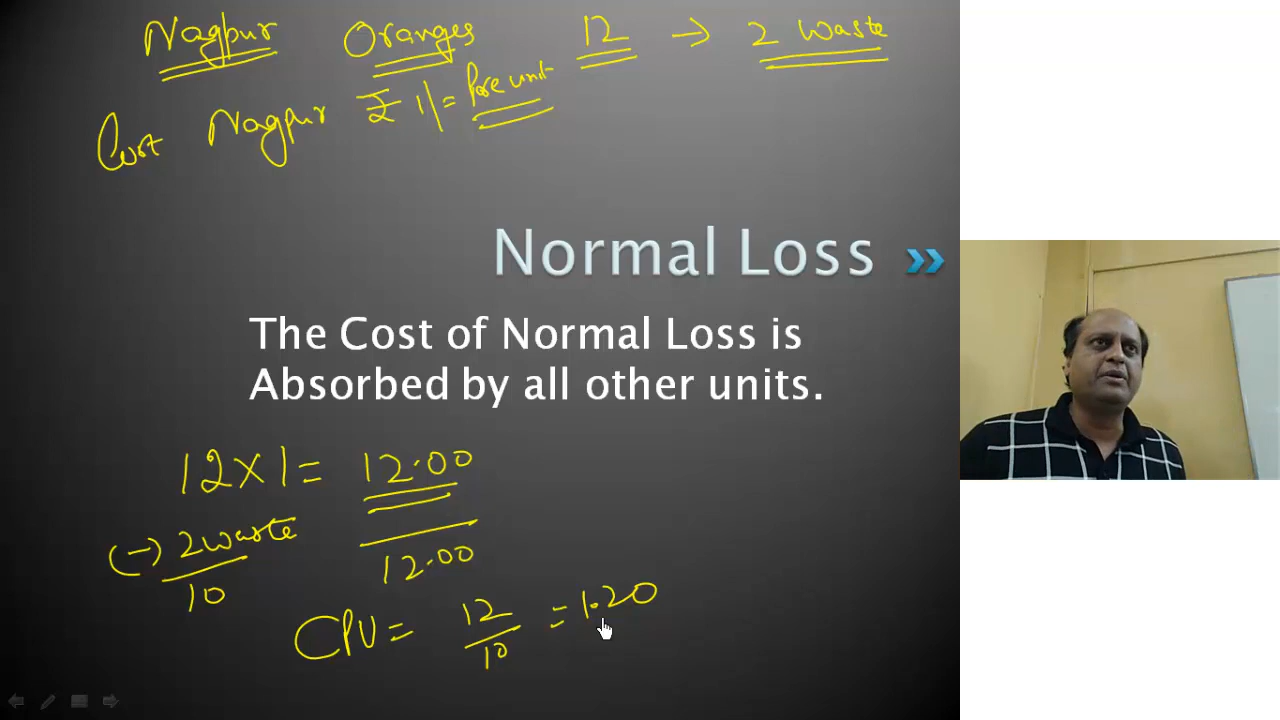 Nagpur Oranges 12 → 2 waste
Cost Nagpur ₹ 1/= Pore unit
Normal Loss »
The Cost of Normal Loss is
Absorbed by all other units.
12 X 1 = 12.00
(-) 2 waste
10 12.00
CPU = 12/10 = 1.20